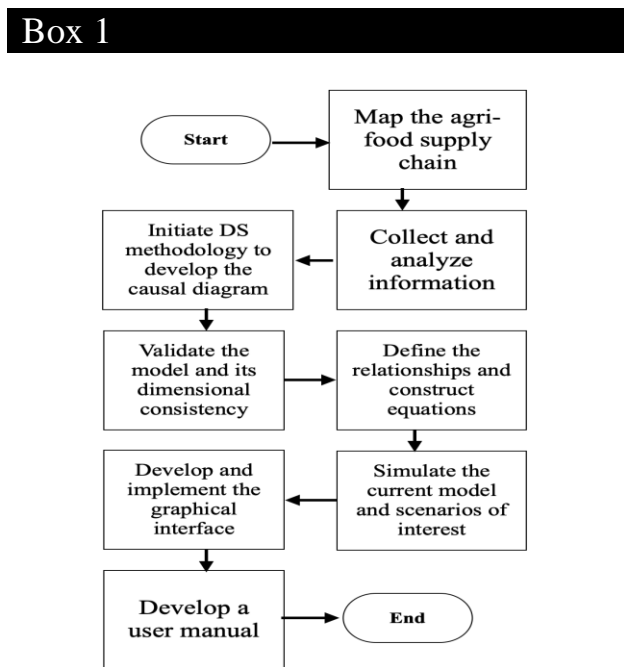 Box 1
Start
Map the agri-
food supply
chain
Collect and
analyze
information
Initiate DS
methodology to
develop the
causal diagram
Validate the
model and its
dimensional
consistency
Define the
relationships and
construct
equations
Simulate the
current model
and scenarios of
interest
Develop and
implement the
graphical
interface
Develop a
user manual
End